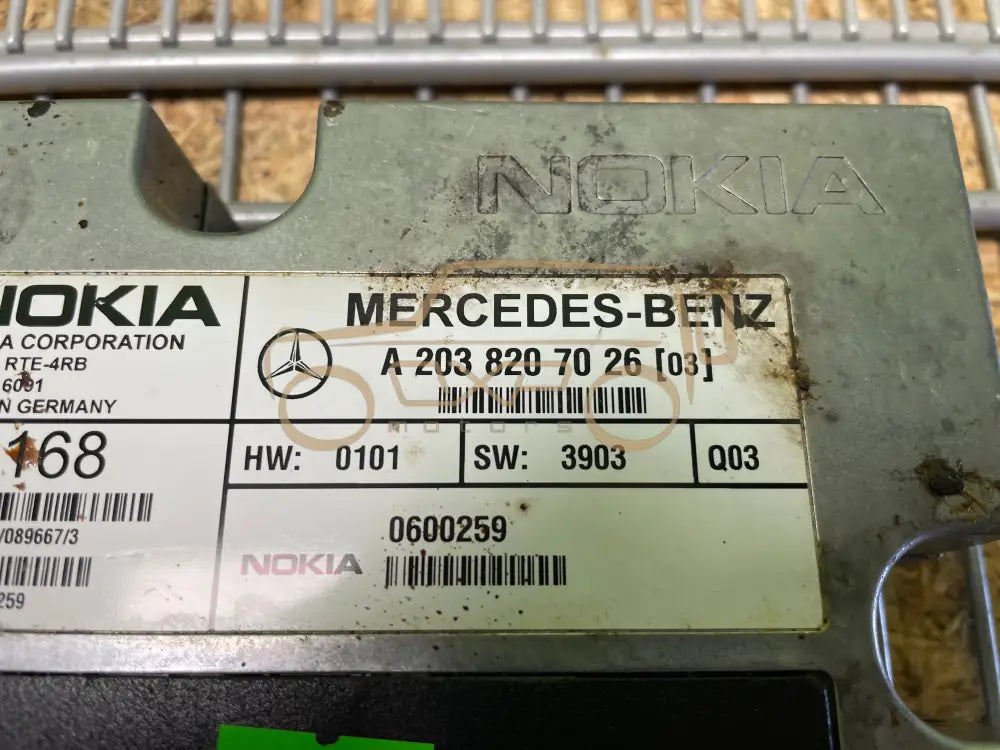 NOKIA
NOKIA
A CORPORATION
RTE-4RB
6091
N GERMANY
168
/089667/3
259
MERCEDES-BENZ
A 203 820 70 26 [03]
motors
HW: 0101 SW: 3903 Q03
0600259
NOKIA